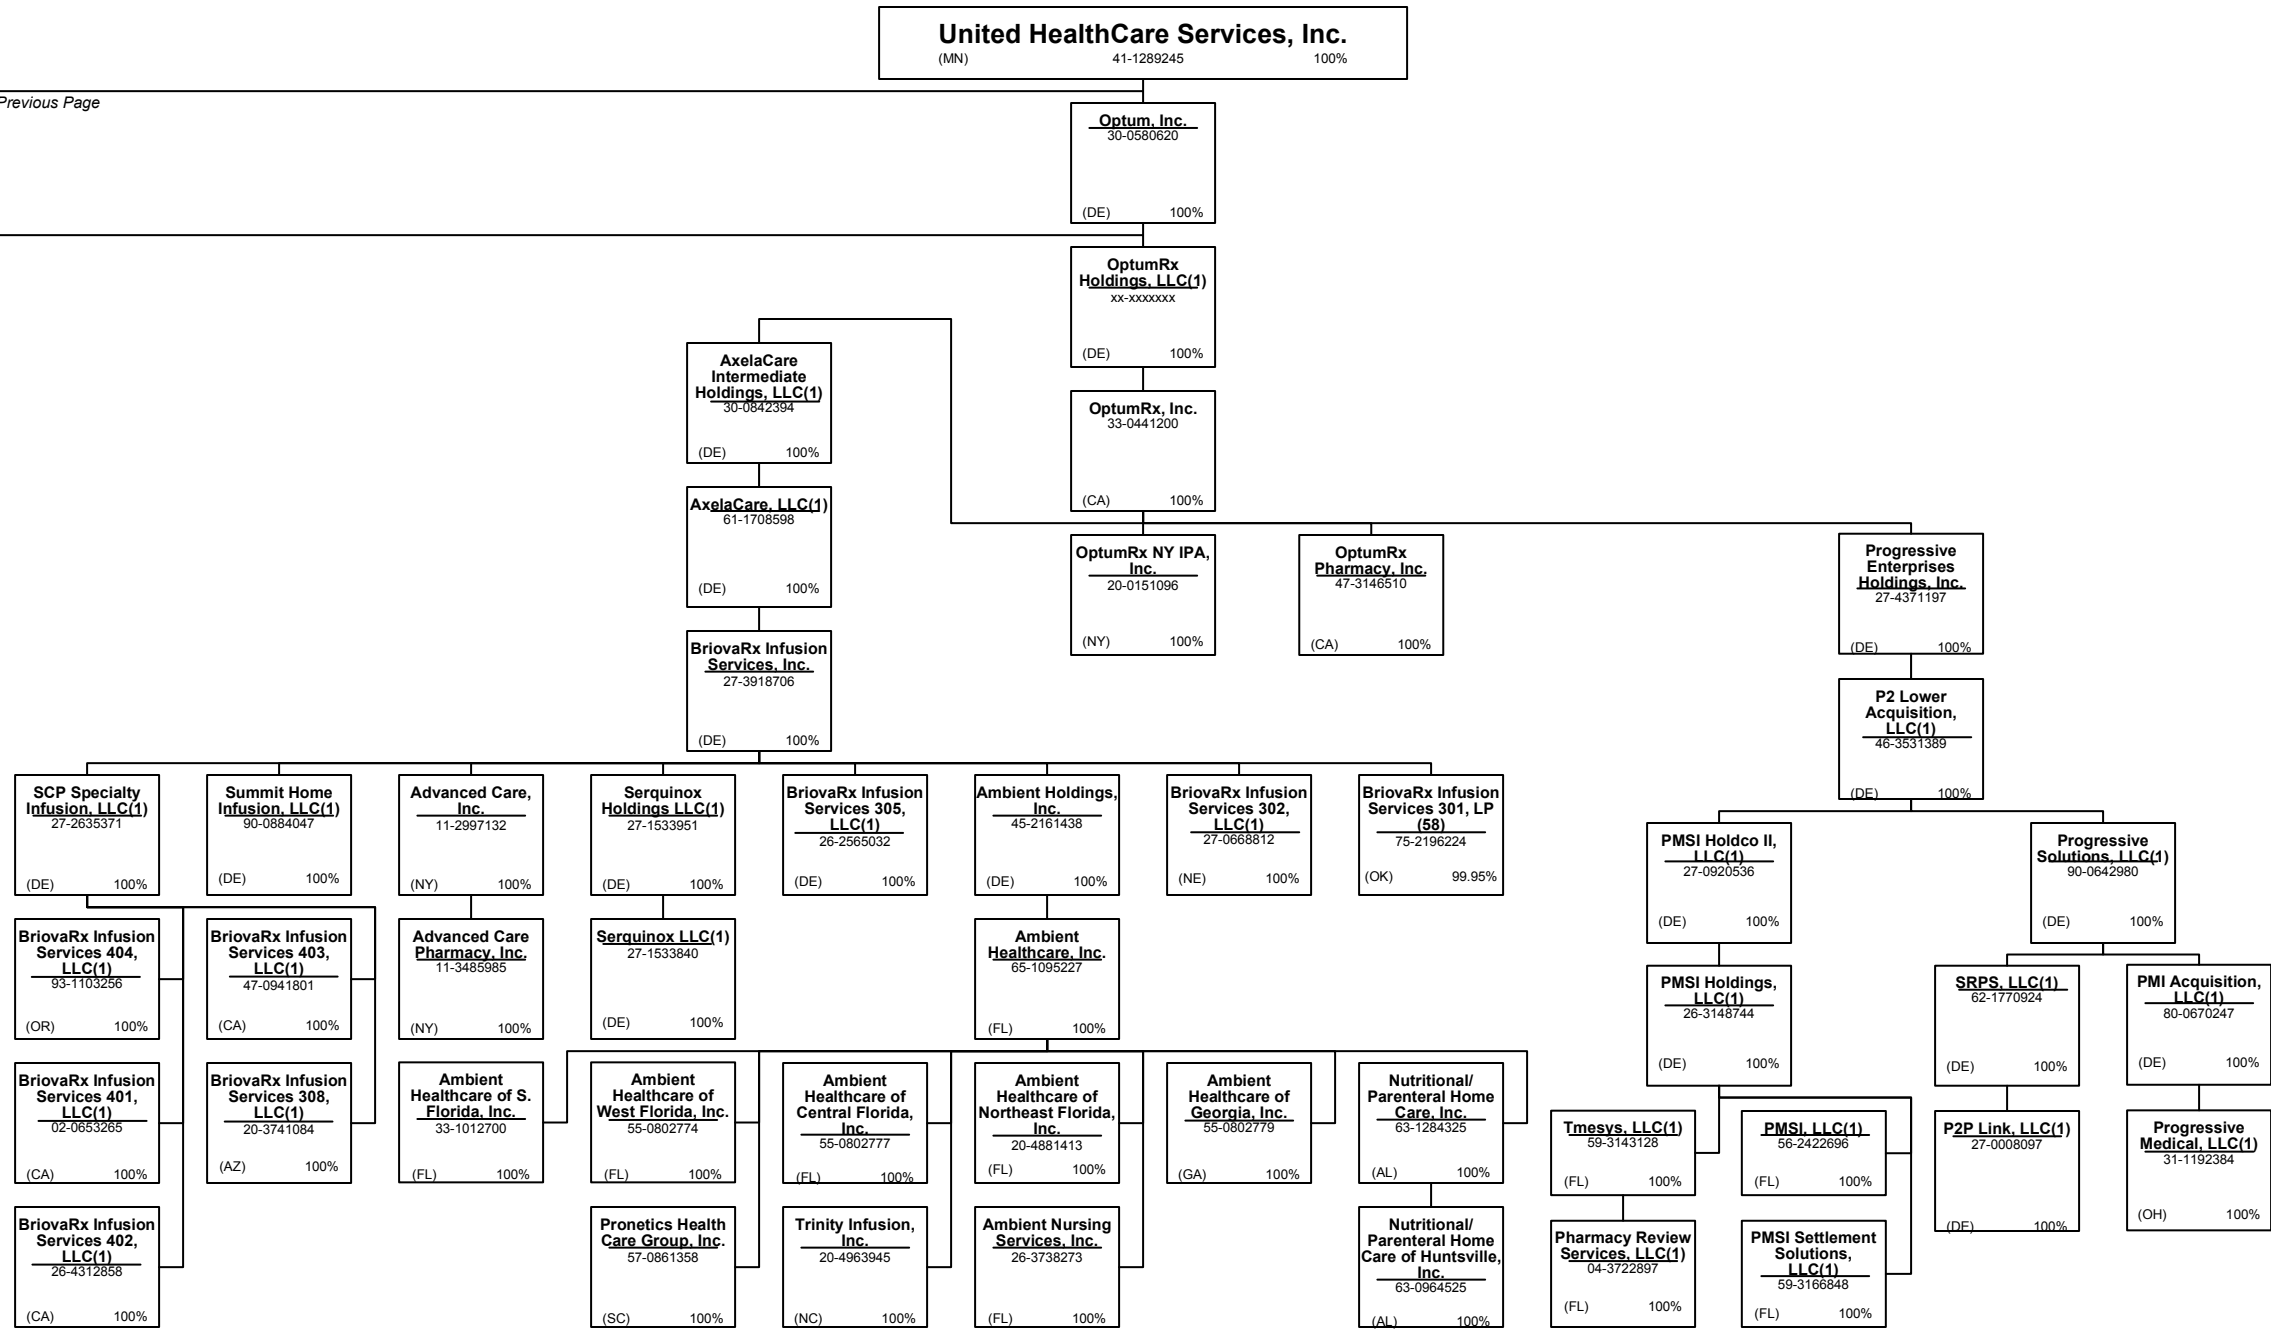 United HealthCare Services, Inc.
(MN) 41-1289245 100%
Previous Page
Optum, Inc.
30-0580620
(DE) 100%
OptumRx
Holdings, LLC(1)
xx-xxxxxxx
(DE) 100%
AxelaCare
Intermediate
Holdings, LLC(1)
30-0842394
(DE) 100%
OptumRx, Inc.
33-0441200
(CA) 100%
AxelaCare, LLC(1)
61-1708598
(DE) 100%
OptumRx NY IPA,
Inc.
20-0151096
(NY) 100%
OptumRx
Pharmacy, Inc.
47-3146510
(CA) 100%
Progressive
Enterprises
Holdings, Inc.
27-4371197
(DE) 100%
BriovaRx Infusion
Services, Inc.
27-3918706
(DE) 100%
P2 Lower
Acquisition,
LLC(1)
46-3531389
(DE) 100%
SCP Specialty
Infusion, LLC(1)
27-2635371
(DE) 100%
Summit Home
Infusion, LLC(1)
90-0884047
(DE) 100%
Advanced Care,
Inc.
11-2997132
(NY) 100%
Serquinox
Holdings LLC(1)
27-1533951
(DE) 100%
BriovaRx Infusion
Services 305,
LLC(1)
26-2565032
(DE) 100%
Ambient Holdings,
Inc.
45-2161438
(DE) 100%
BriovaRx Infusion
Services 302,
LLC(1)
27-0668812
(NE) 100%
BriovaRx Infusion
Services 301, LP
(58)
75-2196224
(OK) 99.95%
PMSI Holdco II,
LLC(1)
27-0920536
(DE) 100%
Progressive
Solutions, LLC(1)
90-0642980
(DE) 100%
BriovaRx Infusion
Services 404,
LLC(1)
93-1103256
(OR) 100%
BriovaRx Infusion
Services 403,
LLC(1)
47-0941801
(CA) 100%
Advanced Care
Pharmacy, Inc.
11-3485985
(NY) 100%
Serquinox LLC(1)
27-1533840
(DE) 100%
Ambient
Healthcare, Inc.
65-1095227
(FL) 100%
PMSI Holdings,
LLC(1)
26-3148744
(DE) 100%
SRPS, LLC(1)
62-1770924
(DE) 100%
PMI Acquisition,
LLC(1)
80-0670247
(DE) 100%
BriovaRx Infusion
Services 401,
LLC(1)
02-0653265
(CA) 100%
BriovaRx Infusion
Services 308,
LLC(1)
20-3741084
(AZ) 100%
Ambient
Healthcare of S.
Florida, Inc.
33-1012700
(FL) 100%
Ambient
Healthcare of
West Florida, Inc.
55-0802774
(FL) 100%
Ambient
Healthcare of
Central Florida,
Inc.
55-0802777
(FL) 100%
Ambient
Healthcare of
Northeast Florida,
Inc.
20-4881413
(FL) 100%
Ambient
Healthcare of
Georgia, Inc.
55-0802779
(GA) 100%
Nutritional/
Parenteral Home
Care, Inc.
63-1284325
(AL) 100%
Tmesys, LLC(1)
59-3143128
(FL) 100%
PMSI, LLC(1)
56-2422696
(FL) 100%
P2P Link, LLC(1)
27-0008097
(DE) 100%
Progressive
Medical, LLC(1)
31-1192384
(OH) 100%
BriovaRx Infusion
Services 402,
LLC(1)
26-4312858
(CA) 100%
Pronetics Health
Care Group, Inc.
57-0861358
(SC) 100%
Trinity Infusion,
Inc.
20-4963945
(NC) 100%
Ambient Nursing
Services, Inc.
26-3738273
(FL) 100%
Nutritional/
Parenteral Home
Care of Huntsville,
Inc.
63-0964525
(AL) 100%
Pharmacy Review
Services, LLC(1)
04-3722897
(FL) 100%
PMSI Settlement
Solutions,
LLC(1)
59-3166848
(FL) 100%